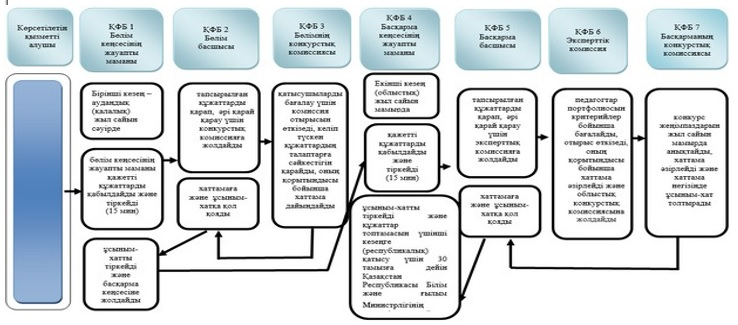 Көрсетілетін
қызметті
алушы
ҚФБ 1
Бөлім
кеңсесінің
жауапты
маманы
ҚФБ 2
Бөлім
басшысы
ҚФБ 3
Бөлімнің
конкурстық
комиссиясы
ҚФБ 4
Басқарма
кеңсесінің
жауапты
маманы
ҚФБ 5
Басқарма
басшысы
ҚФБ 6
Эксперттік
комиссия
ҚФБ 7
Басқарманың
конкурстық
комиссиясы
Бірінші кезең –
аудандық
(қалалық)
жыл сайын
сәуірде
бөлім кеңсесінің
жауапты маманы
қажетті
құжаттарды
қабылдайды және
тіркейді
(15 мин)
ұсыным-
хатты
тіркейді
және
басқарма
кеңсесіне
жолдайды
тапсырылған
құжаттарды
қарап, әрі қарай
қарау үшін
конкурстық
комиссияға
жолдайды
хаттамаға
және ұсыным-
хатқа қол
қояды
қатысушыларды
бағалау үшін
комиссия
отырысын
өткізеді, келіп
түскен
құжаттардың
талаптарға
сәйкестігін
қарайды, оның
қорытындысы
бойынша
хаттама
дайындайды
Екінші кезең
(облыстық)
жыл сайын
мамырда
қажетті
құжаттарды
қабылдайды
және
тіркейді
(15 мин)
ұсыным-хатты
тіркейді және
құжаттар
топтамасын үшінші
кезеңге
(республикалық)
қатысу үшін 30
тамызға дейін
Қазақстан
Республикасы Білім
және ғылым
Министрлігінің
тапсырылған
құжаттарды
қарап, әрі
қарай қарау
үшін
эксперттік
комиссияға
жолдайды
хаттамаға
және ұсыным-
хатқа қол
қояды
педагогтар
портфолиосын
критерийлер
бойынша
бағалайды,
отырыс өткізеді,
оның
қорытындысы
бойынша
хаттама
әзірлейді және
облыстық
конкурстық
комиссиясына
жолдайды
конкурс
жеңімпаздарын
жыл сайын
мамырда
анықтайды,
хаттама
әзірлейді және
хаттама
негізінде
ұсыным-хат
толтырады